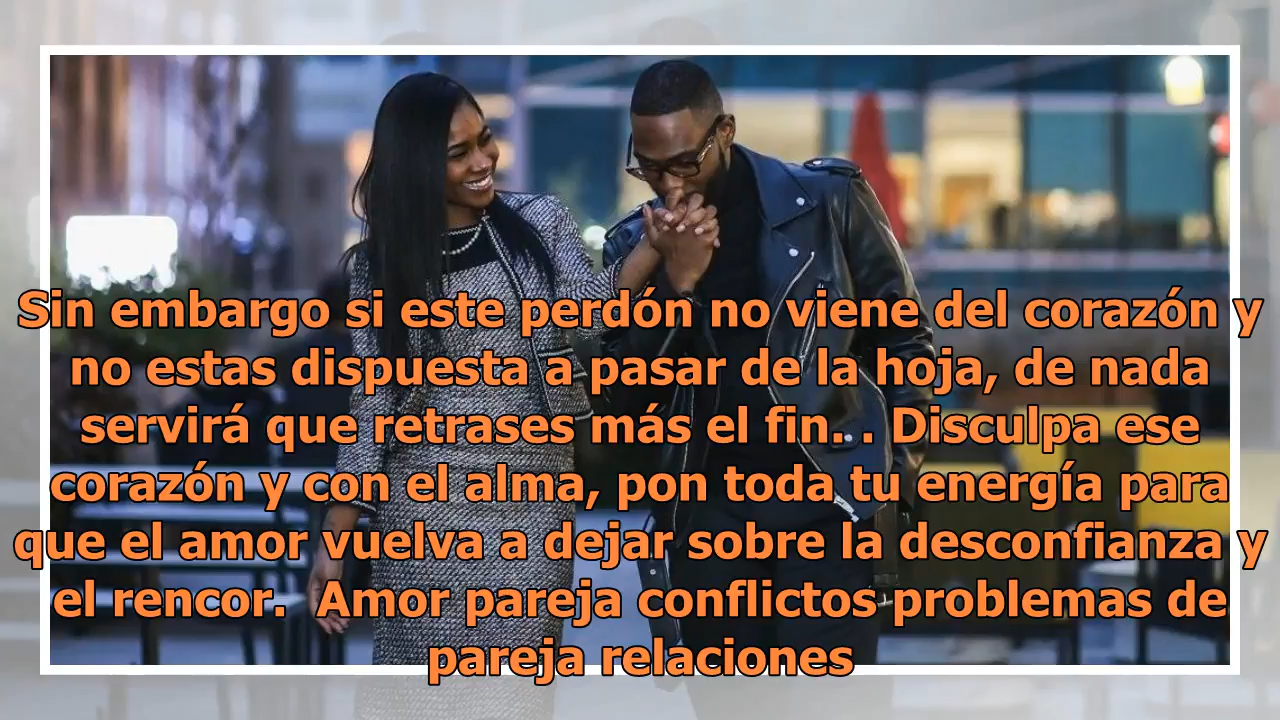 Sin embargo si este perdón no viene del corazón y
no estas dispuesta a pasar de la hoja, de nada
servirá que retrases más el fin. . Disculpa ese
corazón y con el alma, pon toda tu energía para
que el amor vuelva a dejar sobre la desconfianza y
el rencor.  Amor pareja conflictos problemas de
pareja relaciones